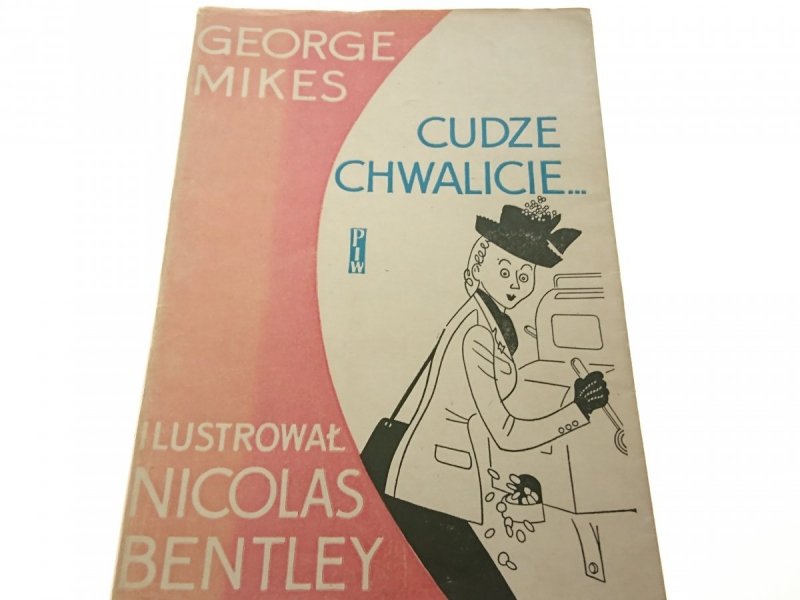 GEORGE
MIKES
CUDZE
CHWALICIE...
PIW
ILUSTROWAŁ
NICOLAS
BENTLEY